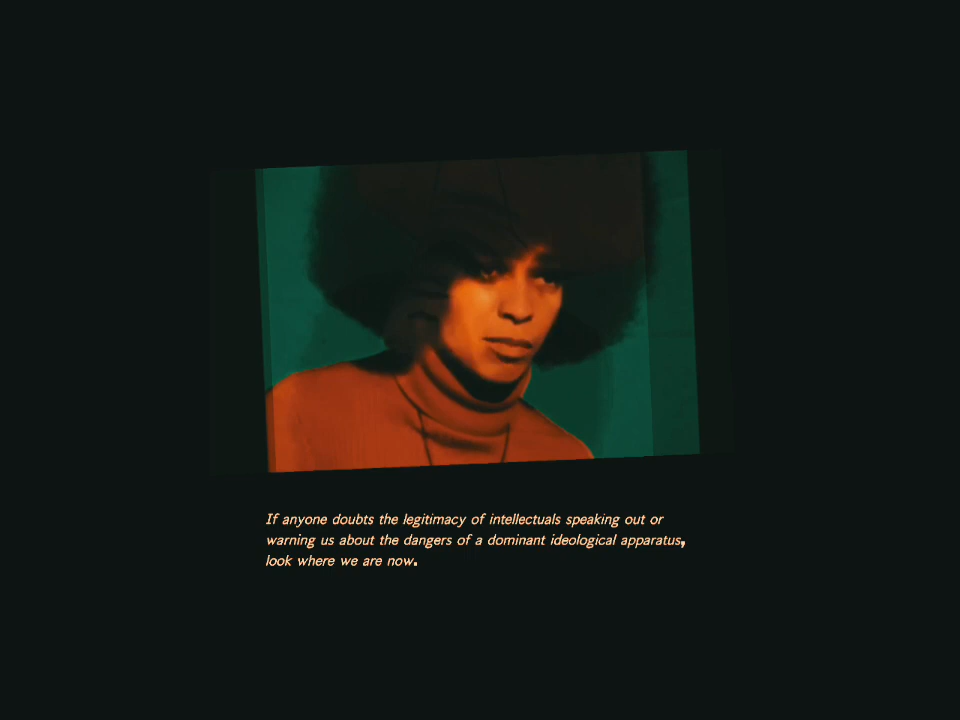 If anyone doubts the legitimacy of intellectuals speaking out or
warning us about the dangers of a dominant ideological apparatus,
look where we are now.